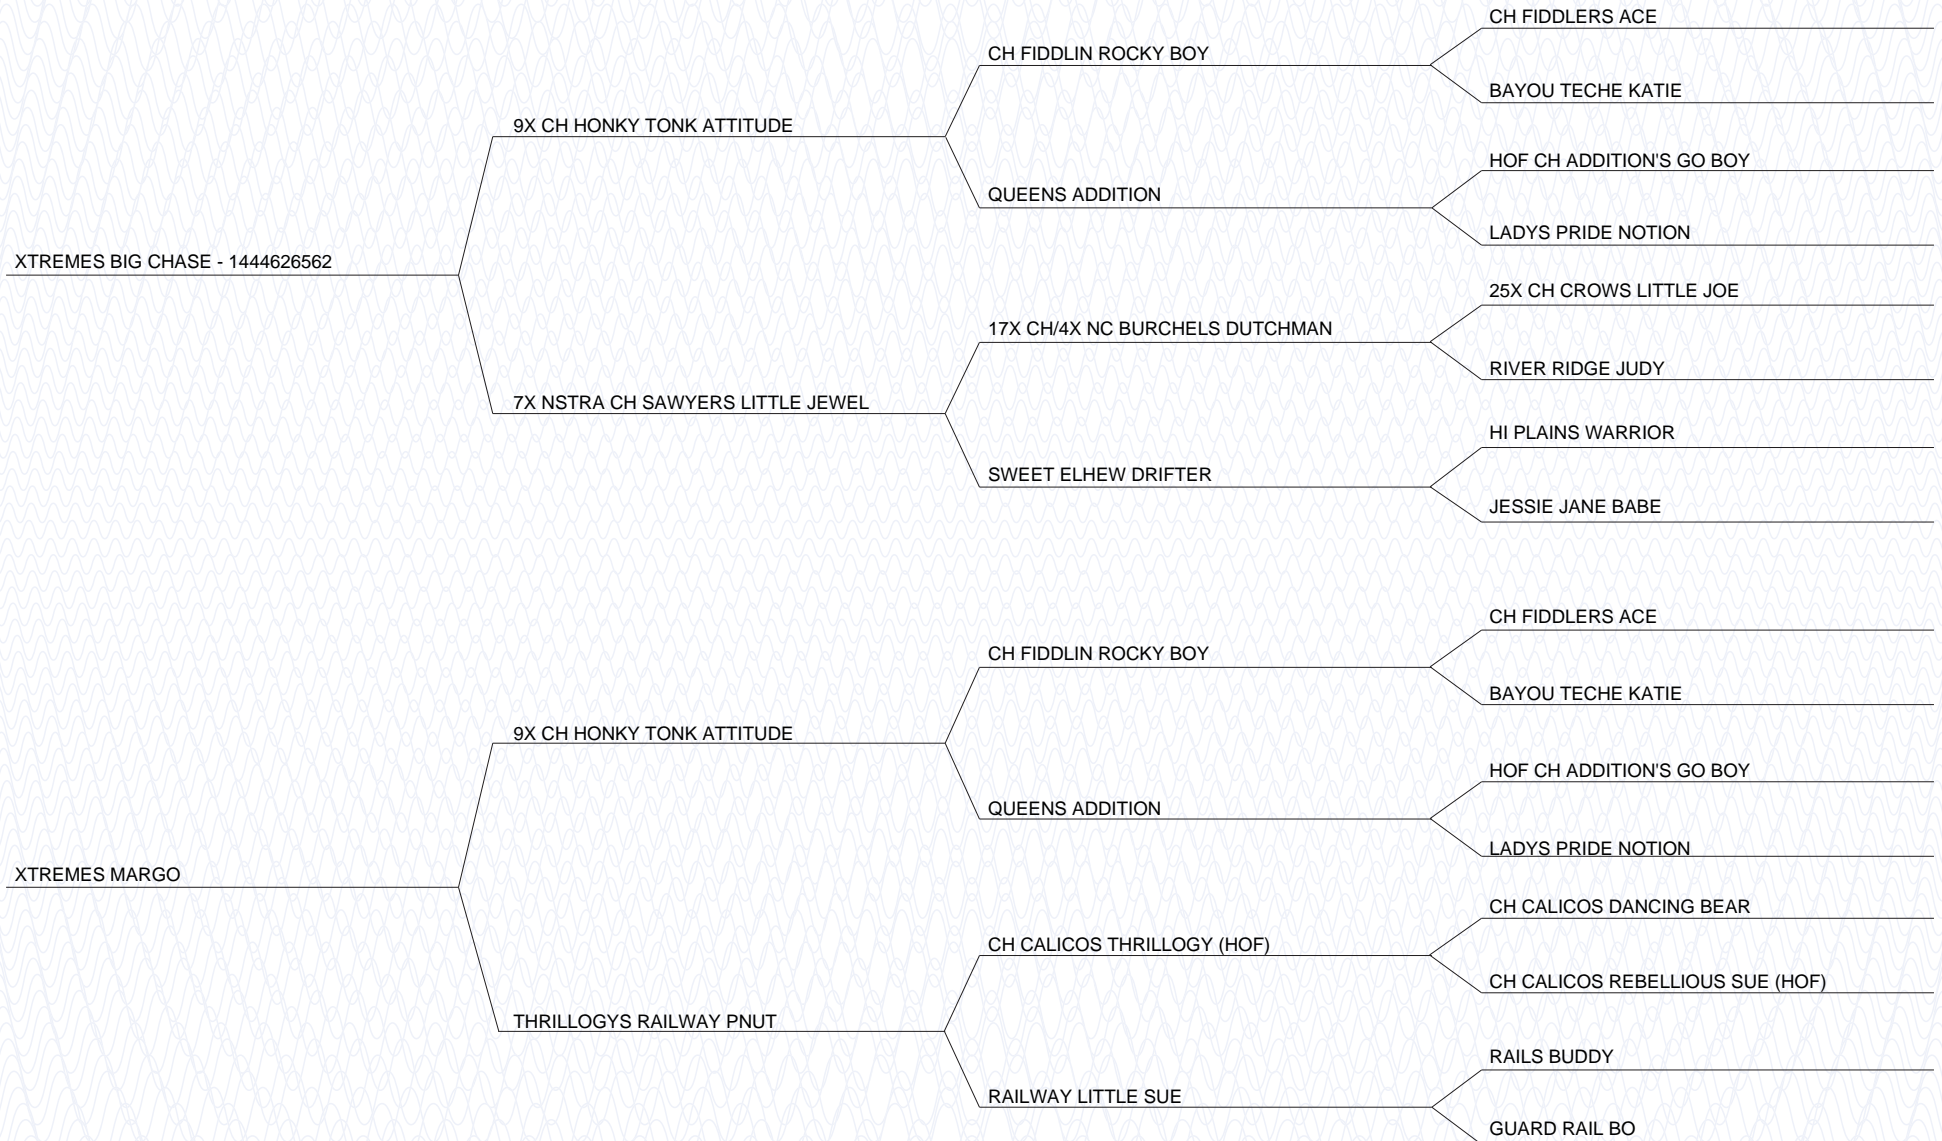 CH FIDDLERS ACE
CH FIDDLIN ROCKY BOY
BAYOU TECHE KATIE
9X CH HONKY TONK ATTITUDE
HOF CH ADDITION'S GO BOY
QUEENS ADDITION
LADYS PRIDE NOTION
XTREMES BIG CHASE - 1444626562
25X CH CROWS LITTLE JOE
17X CH/4X NC BURCHELS DUTCHMAN
RIVER RIDGE JUDY
7X NSTRA CH SAWYERS LITTLE JEWEL
HI PLAINS WARRIOR
SWEET ELHEW DRIFTER
JESSIE JANE BABE
CH FIDDLERS ACE
CH FIDDLIN ROCKY BOY
BAYOU TECHE KATIE
9X CH HONKY TONK ATTITUDE
HOF CH ADDITION'S GO BOY
QUEENS ADDITION
LADYS PRIDE NOTION
XTREMES MARGO
CH CALICOS DANCING BEAR
CH CALICOS THRILLOGY (HOF)
CH CALICOS REBELLIOUS SUE (HOF)
THRILLOGYS RAILWAY PNUT
RAILS BUDDY
RAILWAY LITTLE SUE
GUARD RAIL BO